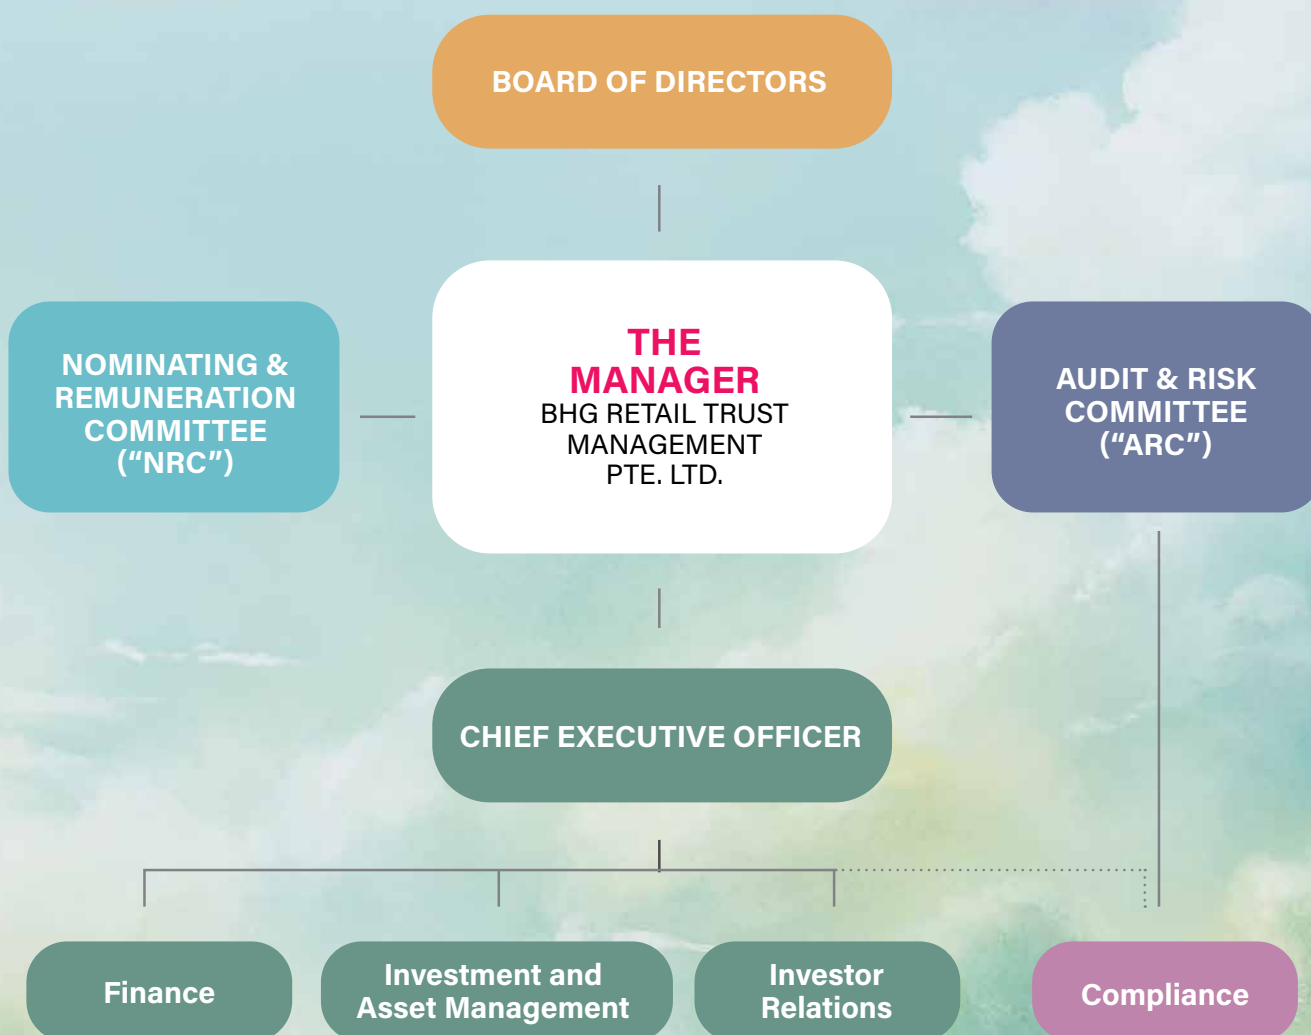 BOARD OF DIRECTORS
NOMINATING &
REMUNERATION
COMMITTEE
(“NRC”)
THE
MANAGER
BHG RETAIL TRUST
MANAGEMENT
PTE. LTD.
AUDIT & RISK
COMMITTEE
(“ARC”)
CHIEF EXECUTIVE OFFICER
Finance
Investment and
Asset Management
Investor
Relations
Compliance